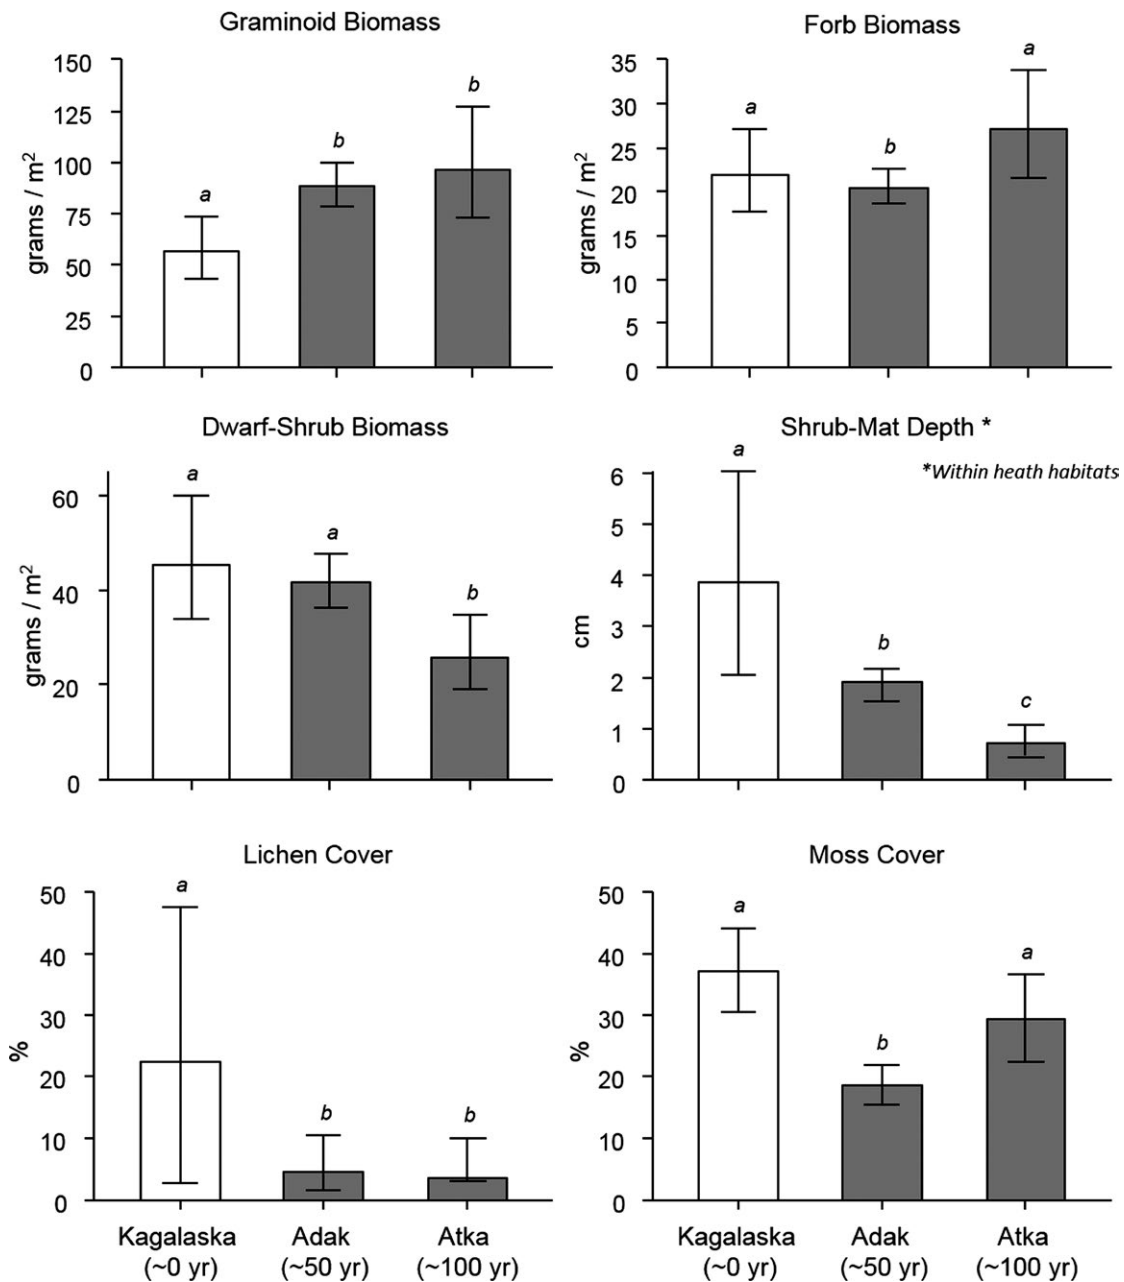 Graminoid Biomass
grams / m²
150
125
100
75
50
25
0
a
b
b
Forb Biomass
grams / m²
35
30
25
20
15
10
5
0
a
b
a
Dwarf-Shrub Biomass
grams / m²
60
40
20
0
a
a
b
Shrub-Mat Depth *
*Within heath habitats
cm
6
5
4
3
2
1
0
a
b
c
Lichen Cover
%
50
40
30
20
10
0
a
b
b
Kagalaska
(~0 yr)
Adak
(~50 yr)
Atka
(~100 yr)
Moss Cover
%
50
40
30
20
10
0
a
b
a
Kagalaska
(~0 yr)
Adak
(~50 yr)
Atka
(~100 yr)